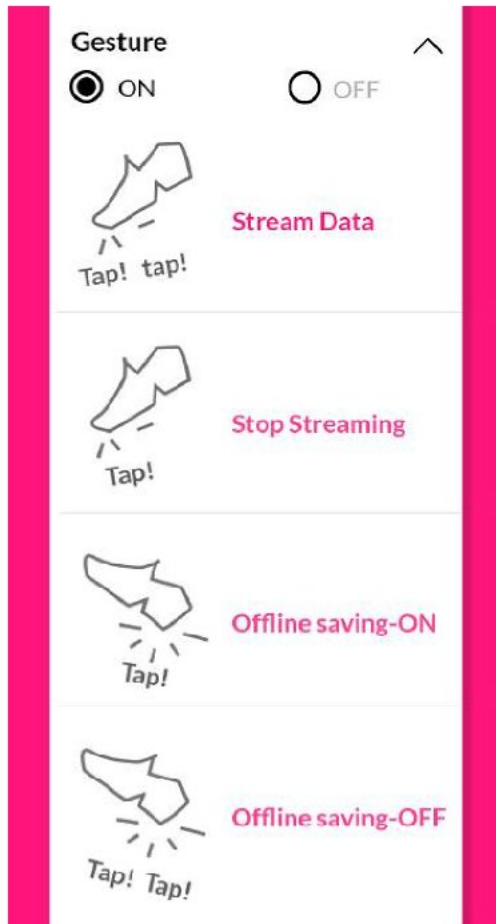 Gesture
ON OFF
Stream Data
Tap! tap!
Stop Streaming
Tap!
Offline saving-ON
Tap!
Offline saving-OFF
Tap! Tap!